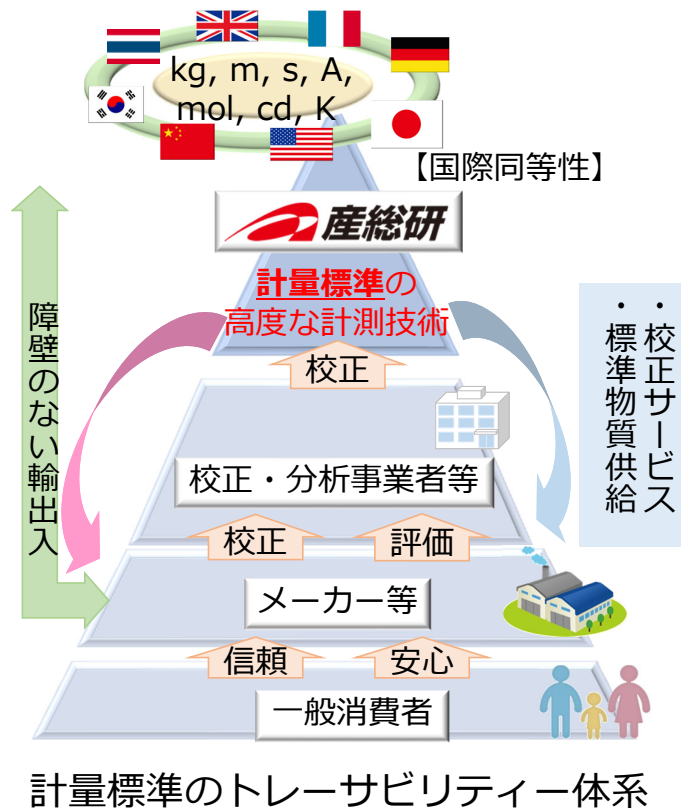 kg, m, s, A,
mol, cd, K
【国際同等性】
産総研
計量標準の
高度な計測技術
障壁のない輸出入
・校正サービス
・標準物質供給
校正
校正・分析事業者等
校正
評価
メーカー等
信頼
安心
一般消費者
計量標準のトレーサビリティー体系